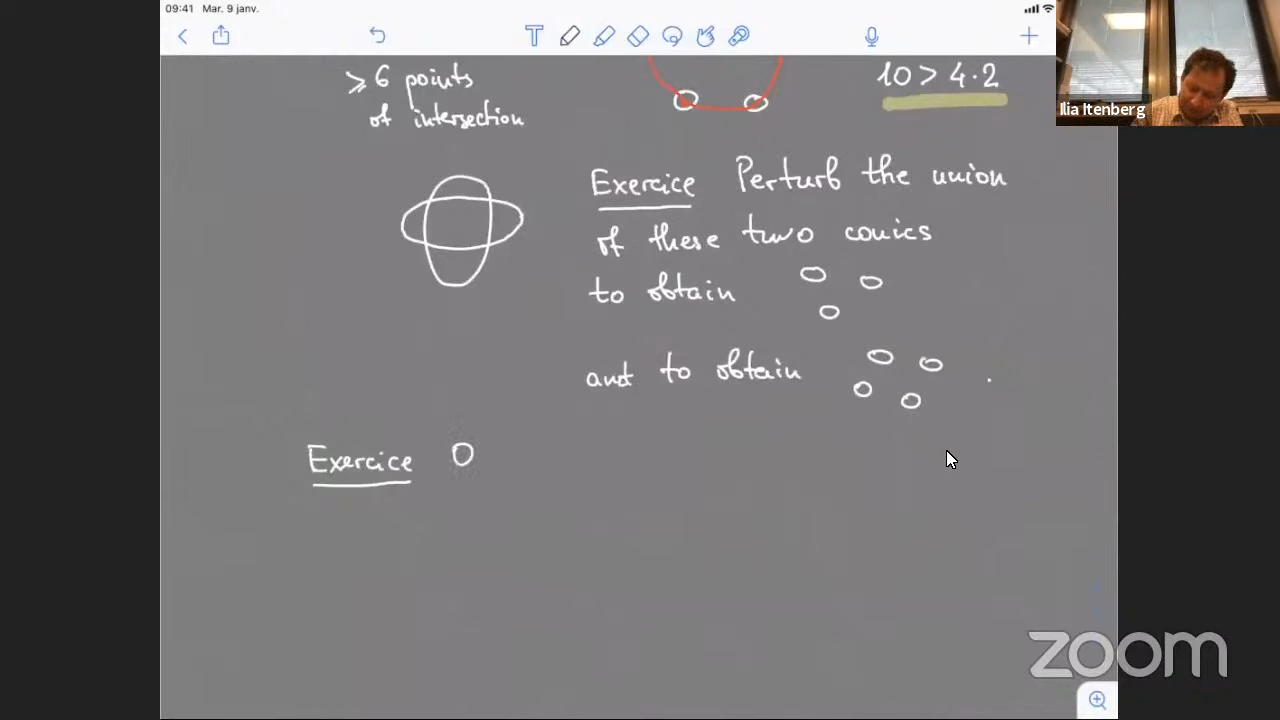 09:41 Mar. 9 janv.
Ilia Itenberg
⩾ 6 points
of intersection
10 > 4·2
Exercice Perturb the union
of these two conics
to obtain
and to obtain .
Exercice
zoom